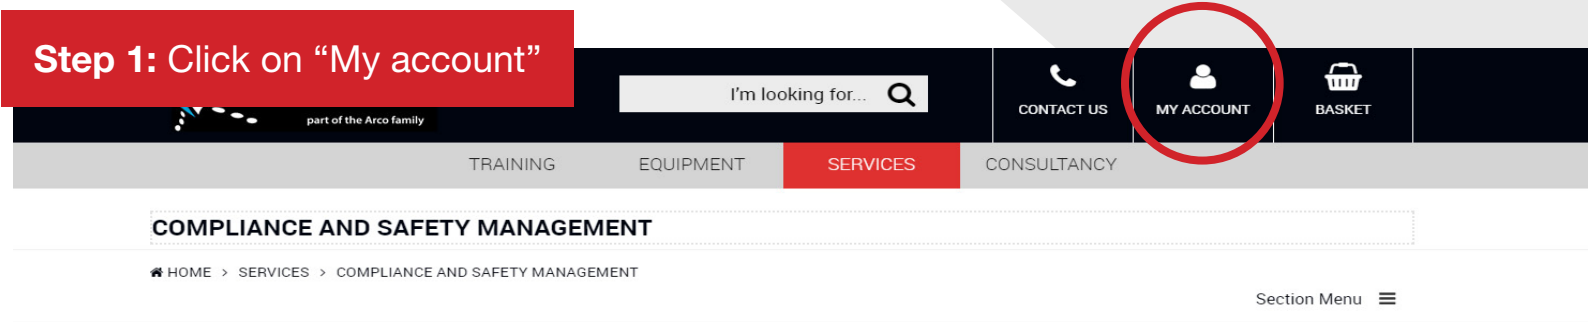 Step 1: Click on “My account”
part of the Arco family
I'm looking for...
CONTACT US
MY ACCOUNT
BASKET
TRAINING
EQUIPMENT
SERVICES
CONSULTANCY
COMPLIANCE AND SAFETY MANAGEMENT
HOME > SERVICES > COMPLIANCE AND SAFETY MANAGEMENT
Section Menu